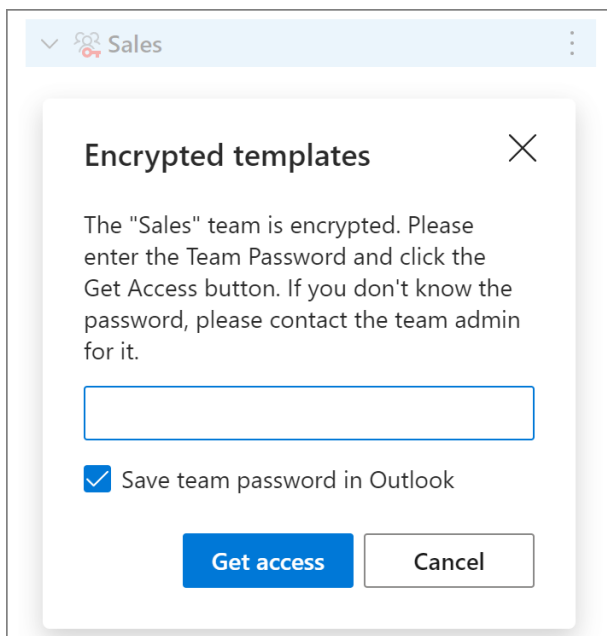 Sales
Encrypted templates
The "Sales" team is encrypted. Please
enter the Team Password and click the
Get Access button. If you don't know the
password, please contact the team admin
for it.
Save team password in Outlook
Get access
Cancel